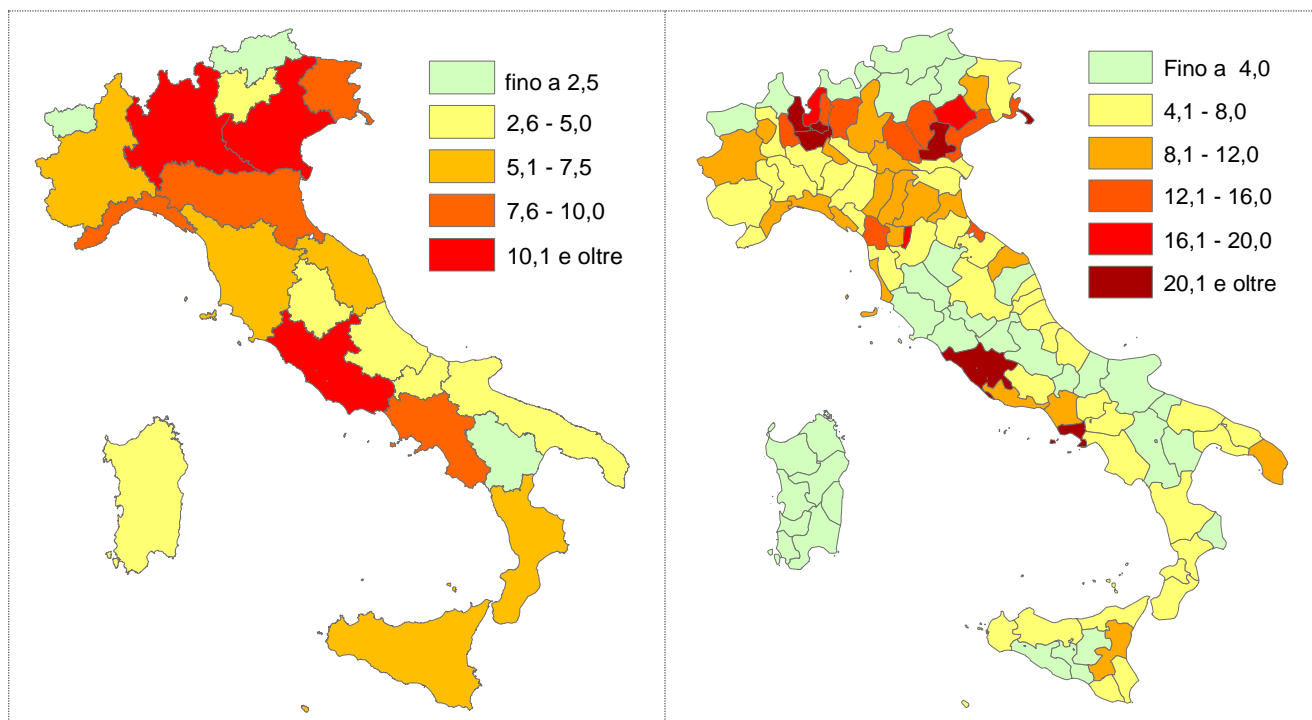 fino a 2,5
2,6 - 5,0
5,1 - 7,5
7,6 - 10,0
10,1 e oltre
Fino a 4,0
4,1 - 8,0
8,1 - 12,0
12,1 - 16,0
16,1 - 20,0
20,1 e oltre